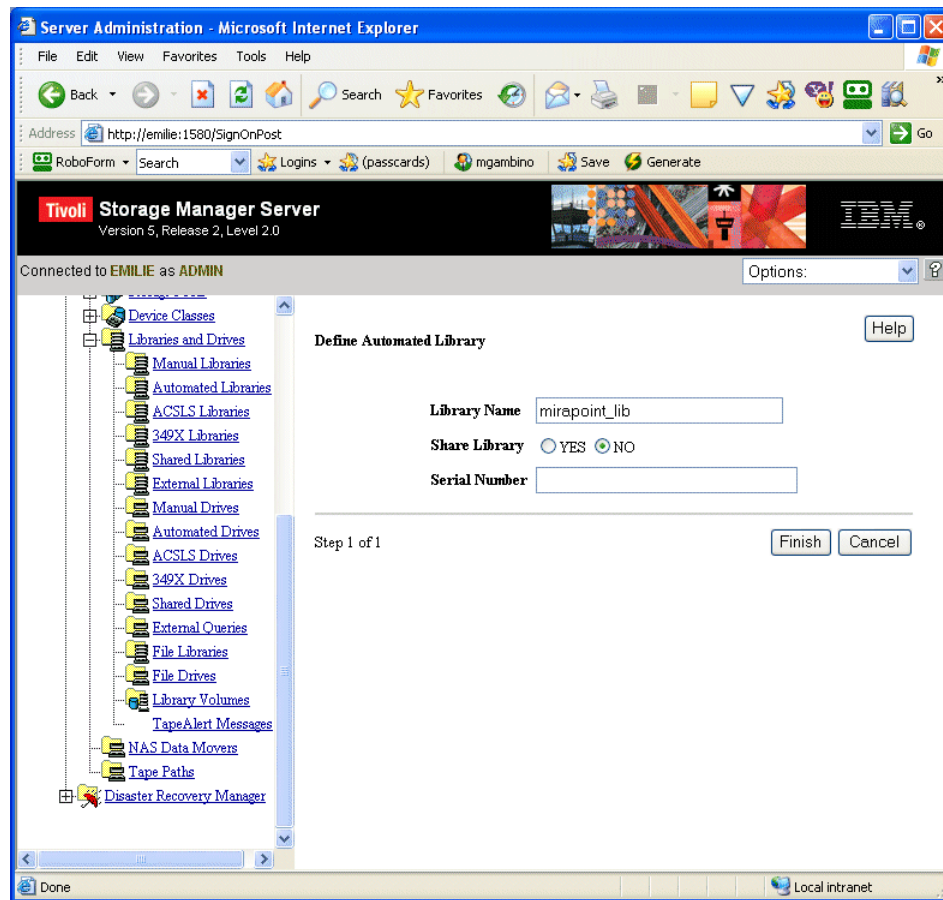 Server Administration - Microsoft Internet Explorer
File Edit View Favorites Tools Help
Back Search Favorites
Address http://emilie:1580/SignOnPost Go
RoboForm Search Logins (passcards) mgambino Save Generate
Tivoli Storage Manager Server
Version 5, Release 2, Level 2.0
IBM®
Connected to EMILIE as ADMIN
Options:
Device Classes
Libraries and Drives
Manual Libraries
Automated Libraries
ACSLS Libraries
349X Libraries
Shared Libraries
External Libraries
Manual Drives
Automated Drives
ACSLS Drives
349X Drives
Shared Drives
External Queries
File Libraries
File Drives
Library Volumes
TapeAlert Messages
NAS Data Movers
Tape Paths
Disaster Recovery Manager
Help
Define Automated Library
Library Name mirapoint_lib
Share Library YES NO
Serial Number
Step 1 of 1
Finish Cancel
Done
Local intranet